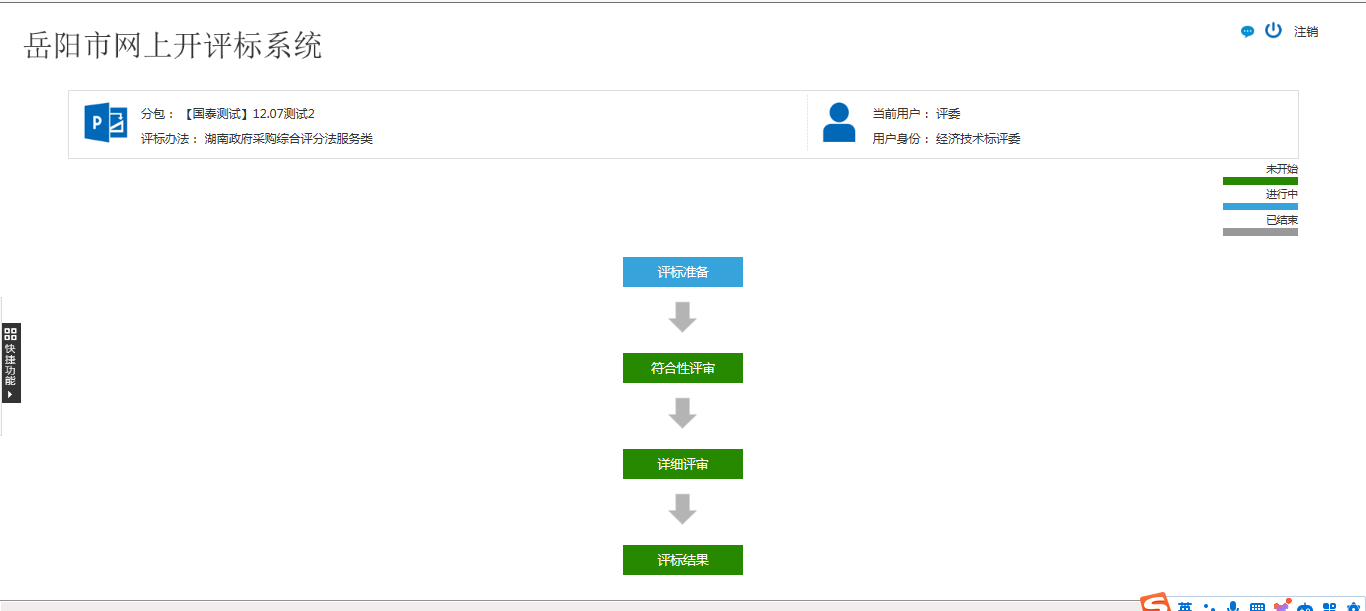 岳阳市网上开评标系统
注销
分包： 【国泰测试】12.07测试2
评标办法： 湖南政府采购综合评分法服务类
当前用户： 评委
用户身份： 经济技术标评委
未开始
进行中
已结束
评标准备
快捷功能
符合性评审
详细评审
评标结果
英